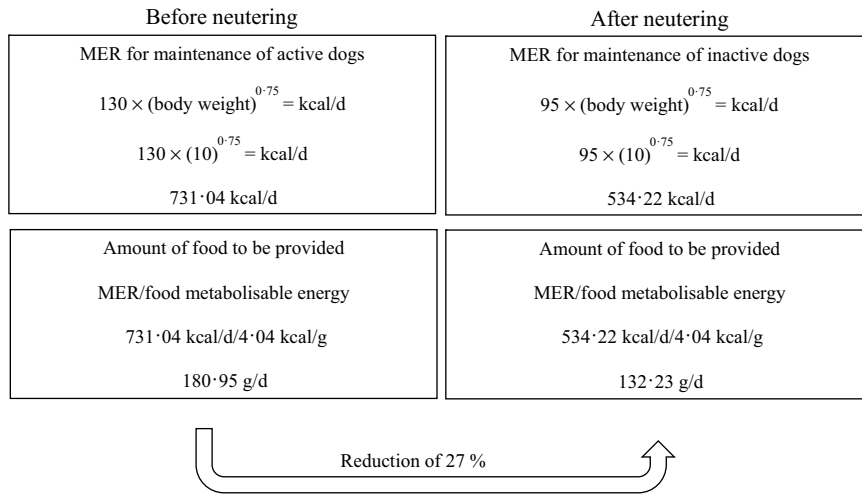 Before neutering
MER for maintenance of active dogs
130 × (body weight)^0·75 = kcal/d
130 × (10)^0·75 = kcal/d
731·04 kcal/d
Amount of food to be provided
MER/food metabolisable energy
731·04 kcal/d/4·04 kcal/g
180·95 g/d
After neutering
MER for maintenance of inactive dogs
95 × (body weight)^0·75 = kcal/d
95 × (10)^0·75 = kcal/d
534·22 kcal/d
Amount of food to be provided
MER/food metabolisable energy
534·22 kcal/d/4·04 kcal/g
132·23 g/d
Reduction of 27 %